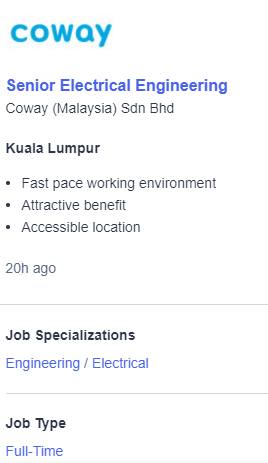 coway
Senior Electrical Engineering
Coway (Malaysia) Sdn Bhd
Kuala Lumpur
• Fast pace working environment
• Attractive benefit
• Accessible location
20h ago
Job Specializations
Engineering / Electrical
Job Type
Full-Time